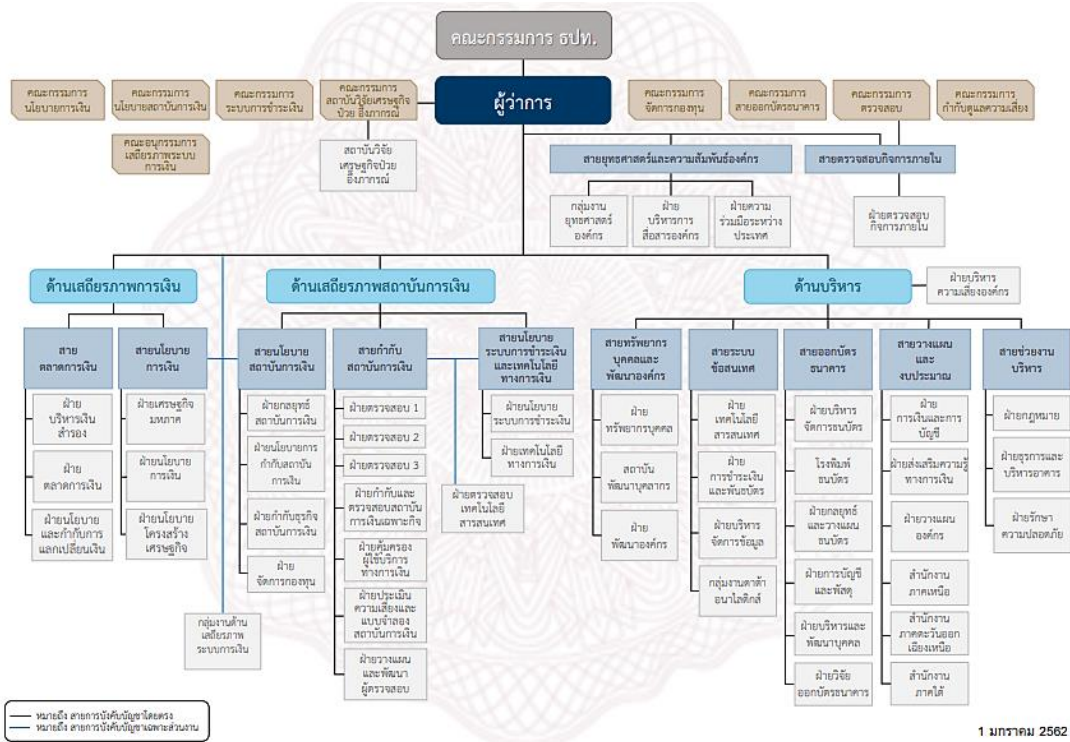 คณะกรรมการ ธปท.
คณะกรรมการ
นโยบายการเงิน
คณะกรรมการ
นโยบายสถาบันการเงิน
คณะกรรมการ
ระบบการชำระเงิน
คณะกรรมการ
สถาบันวิจัยเศรษฐกิจ
ป๋วย อึ๊งภากรณ์
ผู้ว่าการ
คณะกรรมการ
จัดการกองทุน
คณะกรรมการ
สายออกบัตรธนาคาร
คณะกรรมการ
ตรวจสอบ
คณะกรรมการ
กำกับดูแลความเสี่ยง
คณะอนุกรรมการ
เสถียรภาพระบบ
การเงิน
สถาบันวิจัย
เศรษฐกิจป๋วย
อึ๊งภากรณ์
สายยุทธศาสตร์และความสัมพันธ์องค์กร
สายตรวจสอบกิจการภายใน
กลุ่มงาน
ยุทธศาสตร์
องค์กร
ฝ่าย
บริหารการ
สื่อสารองค์กร
ฝ่ายความ
ร่วมมือระหว่าง
ประเทศ
ฝ่ายตรวจสอบ
กิจการภายใน
ด้านเสถียรภาพการเงิน
ด้านเสถียรภาพสถาบันการเงิน
ด้านบริหาร
ฝ่ายบริหาร
ความเสี่ยงองค์กร
สาย
ตลาดการเงิน
สายนโยบาย
การเงิน
สายนโยบาย
สถาบันการเงิน
สายกำกับ
สถาบันการเงิน
สายนโยบาย
ระบบการชำระเงิน
และเทคโนโลยี
ทางการเงิน
สายทรัพยากร
บุคคลและ
พัฒนาองค์กร
สายระบบ
ข้อสนเทศ
สายออกบัตร
ธนาคาร
สายวางแผน
และ
งบประมาณ
สายช่วยงาน
บริหาร
ฝ่าย
บริหารเงิน
สำรอง
ฝ่าย
ตลาดการเงิน
ฝ่ายนโยบาย
และกำกับการ
แลกเปลี่ยนเงิน
ฝ่ายเศรษฐกิจ
มหภาค
ฝ่ายนโยบาย
การเงิน
ฝ่ายนโยบาย
โครงสร้าง
เศรษฐกิจ
กลุ่มงานด้าน
เสถียรภาพ
ระบบการเงิน
ฝ่ายกลยุทธ์
สถาบันการเงิน
ฝ่ายนโยบายการ
กำกับสถาบัน
การเงิน
ฝ่ายกำกับธุรกิจ
สถาบันการเงิน
ฝ่าย
จัดการกองทุน
ฝ่ายตรวจสอบ 1
ฝ่ายตรวจสอบ 2
ฝ่ายตรวจสอบ 3
ฝ่ายกำกับและ
ตรวจสอบสถาบัน
การเงินเฉพาะกิจ
ฝ่ายคุ้มครอง
ผู้ใช้บริการ
ทางการเงิน
ฝ่ายประเมิน
ความเสี่ยงและ
แบบจำลอง
สถาบันการเงิน
ฝ่ายวางแผน
และพัฒนา
ผู้ตรวจสอบ
ฝ่ายนโยบาย
ระบบการชำระเงิน
ฝ่ายเทคโนโลยี
ทางการเงิน
ฝ่ายตรวจสอบ
เทคโนโลยี
สารสนเทศ
ฝ่าย
ทรัพยากรบุคคล
สถาบัน
พัฒนาบุคลากร
ฝ่าย
พัฒนาองค์กร
ฝ่าย
เทคโนโลยี
สารสนเทศ
ฝ่าย
การชำระเงิน
และพันธบัตร
ฝ่ายบริหาร
จัดการข้อมูล
กลุ่มงานดาต้า
อนาไลติกส์
ฝ่ายบริหาร
จัดการธนบัตร
โรงพิมพ์
ธนบัตร
ฝ่ายกลยุทธ์
และวางแผน
ธนบัตร
ฝ่ายการบัญชี
และพัสดุ
ฝ่ายบริหารและ
พัฒนาบุคคล
ฝ่ายวิจัย
ออกบัตรธนาคาร
ฝ่าย
การเงินและการ
บัญชี
ฝ่ายส่งเสริมความรู้
ทางการเงิน
ฝ่ายวางแผน
องค์กร
สำนักงาน
ภาคเหนือ
สำนักงาน
ภาคตะวันออก
เฉียงเหนือ
สำนักงาน
ภาคใต้
ฝ่ายกฎหมาย
ฝ่ายธุรการและ
บริหารอาคาร
ฝ่ายรักษา
ความปลอดภัย
หมายถึง สายการบังคับบัญชาโดยตรง
หมายถึง สายการบังคับบัญชาเฉพาะส่วนงาน
1 มกราคม 2562